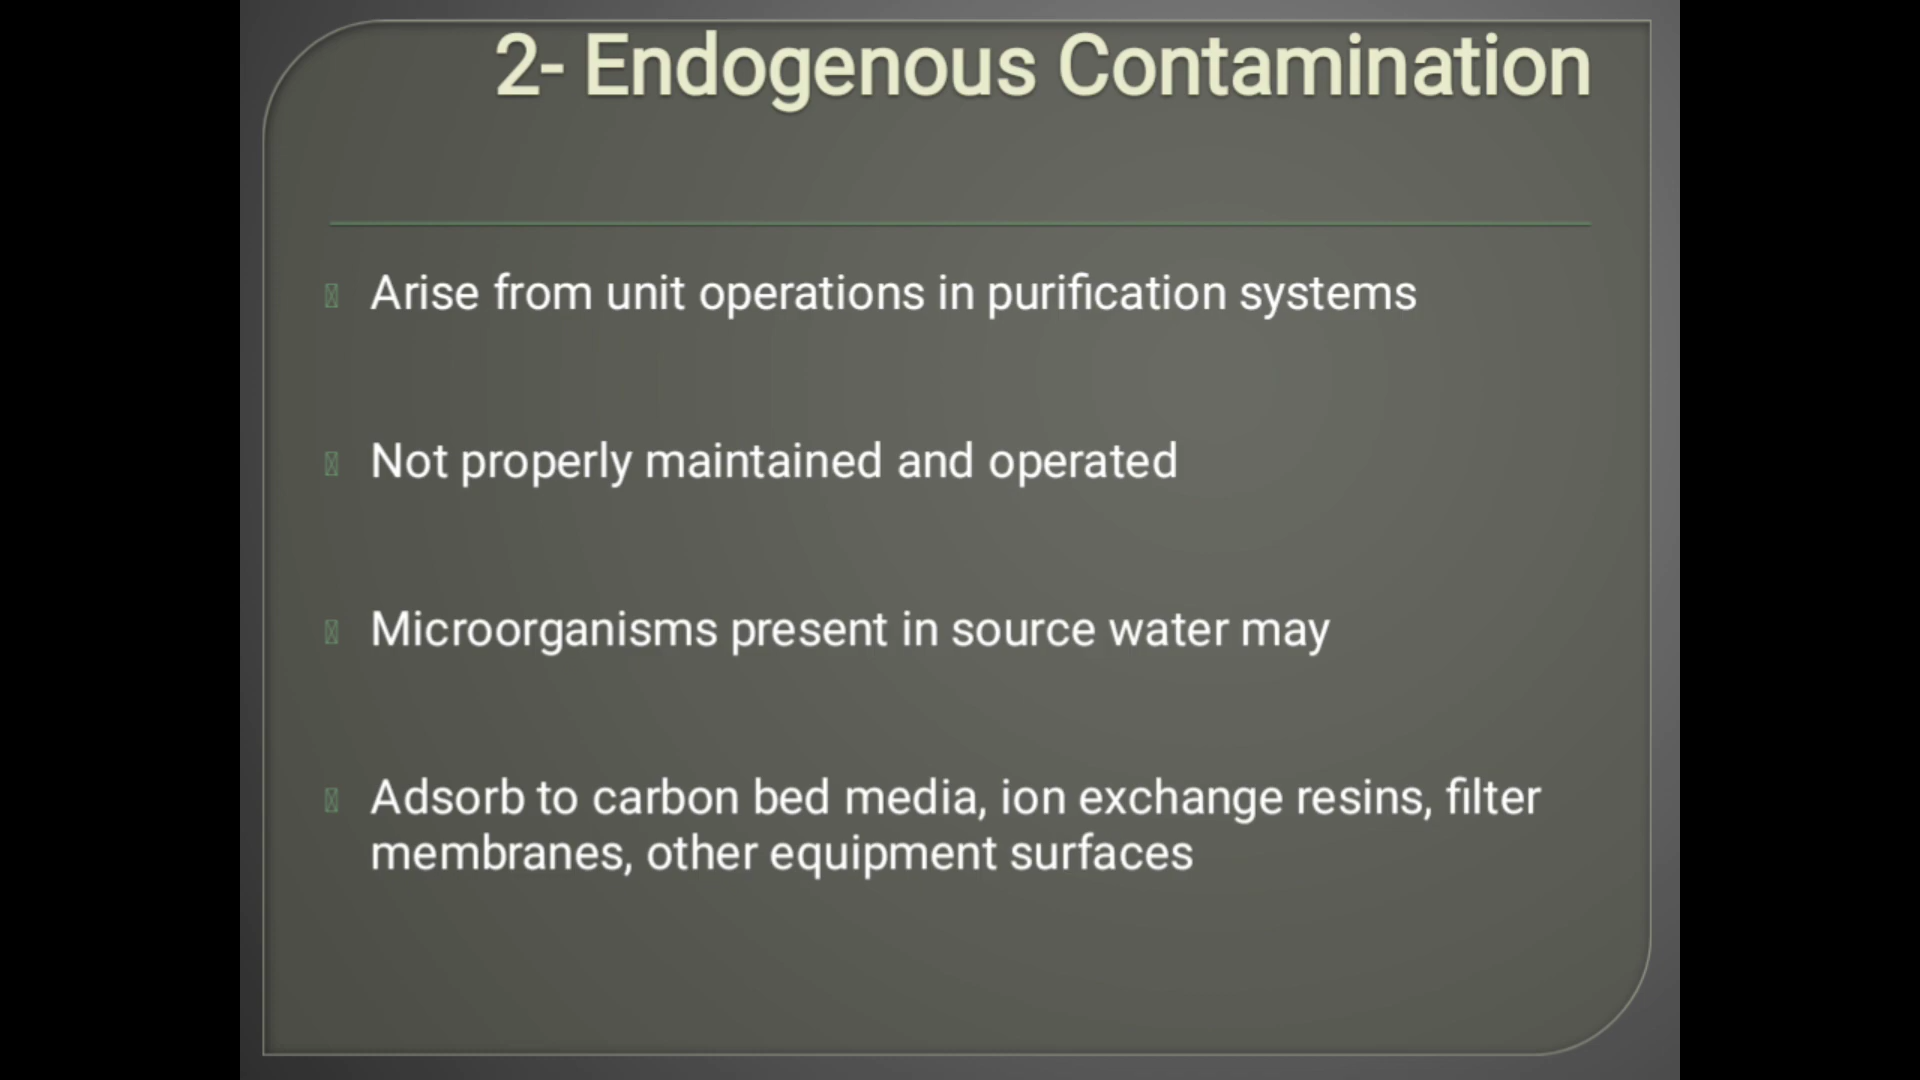 2- Endogenous Contamination
Arise from unit operations in purification systems
Not properly maintained and operated
Microorganisms present in source water may
Adsorb to carbon bed media, ion exchange resins, filter
membranes, other equipment surfaces